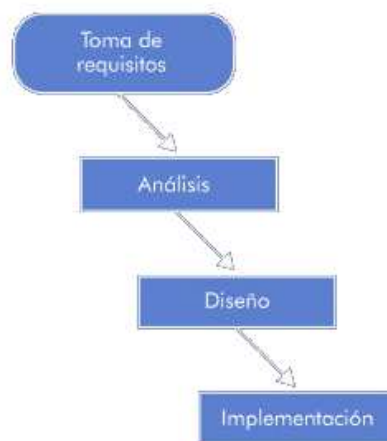 Toma de
requisitos
Análisis
Diseño
Implementación